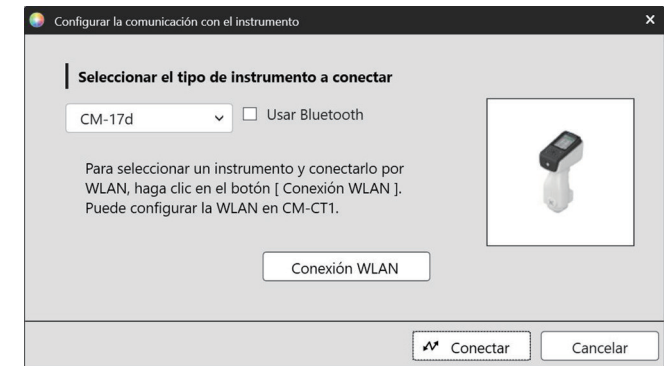 Configurar la comunicación con el instrumento
Seleccionar el tipo de instrumento a conectar
CM-17d
Usar Bluetooth
Para seleccionar un instrumento y conectarlo por
WLAN, haga clic en el botón [ Conexión WLAN ].
Puede configurar la WLAN en CM-CT1.
Conexión WLAN
Conectar
Cancelar